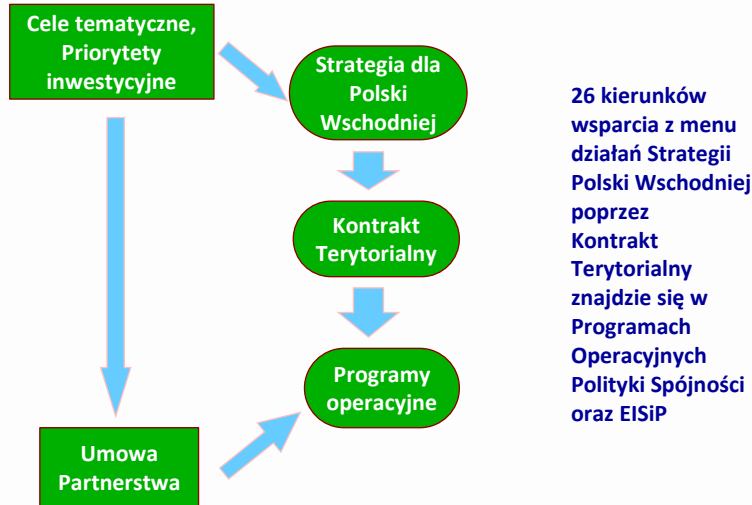 Cele tematyczne,
Priorytety
inwestycyjne
Strategia dla
Polski
Wschodniej
Kontrakt
Terytorialny
Programy
operacyjne
Umowa
Partnerstwa
26 kierunków
wsparcia z menu
działań Strategii
Polski Wschodniej
poprzez
Kontrakt
Terytorialny
znajdzie się w
Programach
Operacyjnych
Polityki Spójności
oraz EISiP